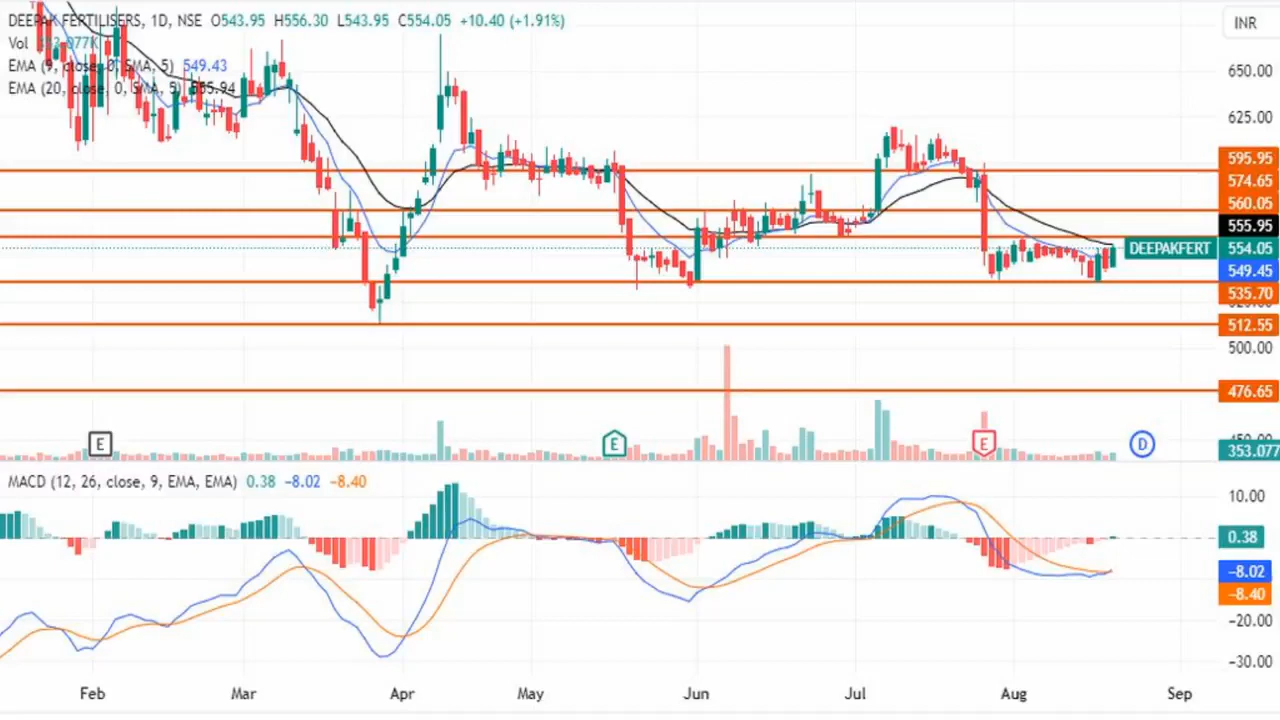 DEEPAK FERTILISERS, 1D, NSE O543.95 H556.30 L543.95 C554.05 +10.40 (+1.91%)
INR
Vol 353.077K
EMA (9, close, 0, SMA, 5) 549.43
EMA (20, close, 0, SMA, 5) 555.94
650.00
625.00
595.95
574.65
560.05
555.95
DEEPAKFERT 554.05
549.45
535.70
512.55
500.00
476.65
E
E
E
D
353.077
MACD (12, 26, close, 9, EMA, EMA) 0.38 −8.02 −8.40
10.00
0.38
−8.02
−8.40
−20.00
−30.00
Feb Mar Apr May Jun Jul Aug Sep